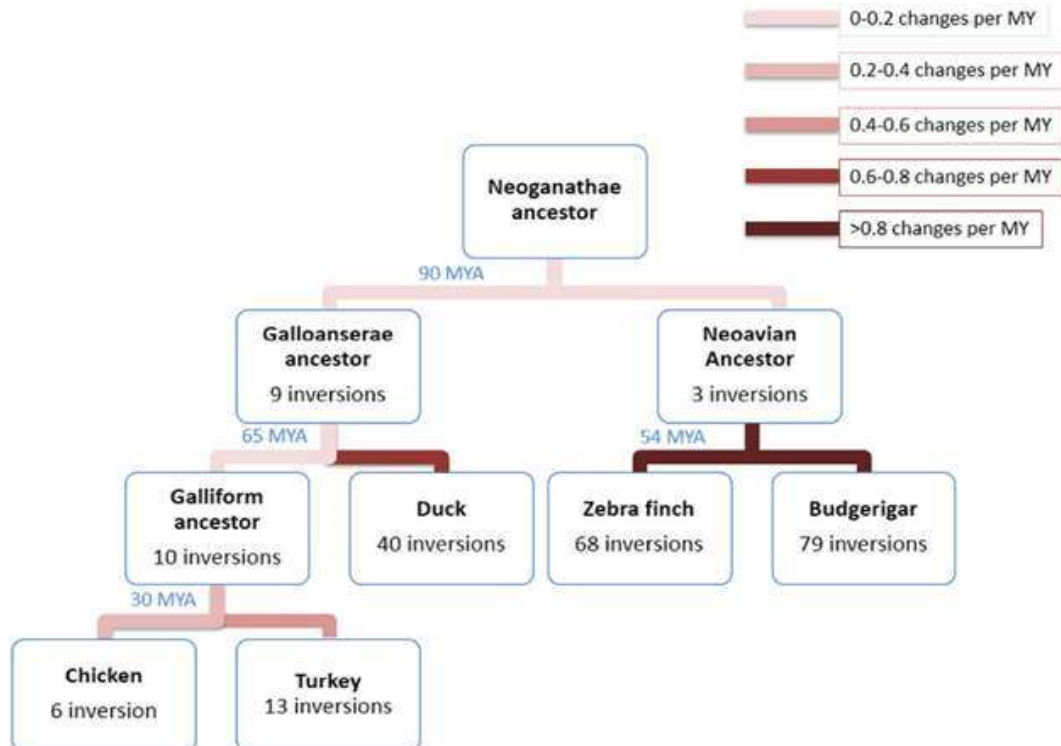 0-0.2 changes per MY
0.2-0.4 changes per MY
0.4-0.6 changes per MY
0.6-0.8 changes per MY
>0.8 changes per MY
Neoganathae
ancestor
90 MYA
Galloanserae
ancestor
9 inversions
Neoavian
Ancestor
3 inversions
65 MYA
54 MYA
Galliform
ancestor
10 inversions
Duck
40 inversions
Zebra finch
68 inversions
Budgerigar
79 inversions
30 MYA
Chicken
6 inversion
Turkey
13 inversions